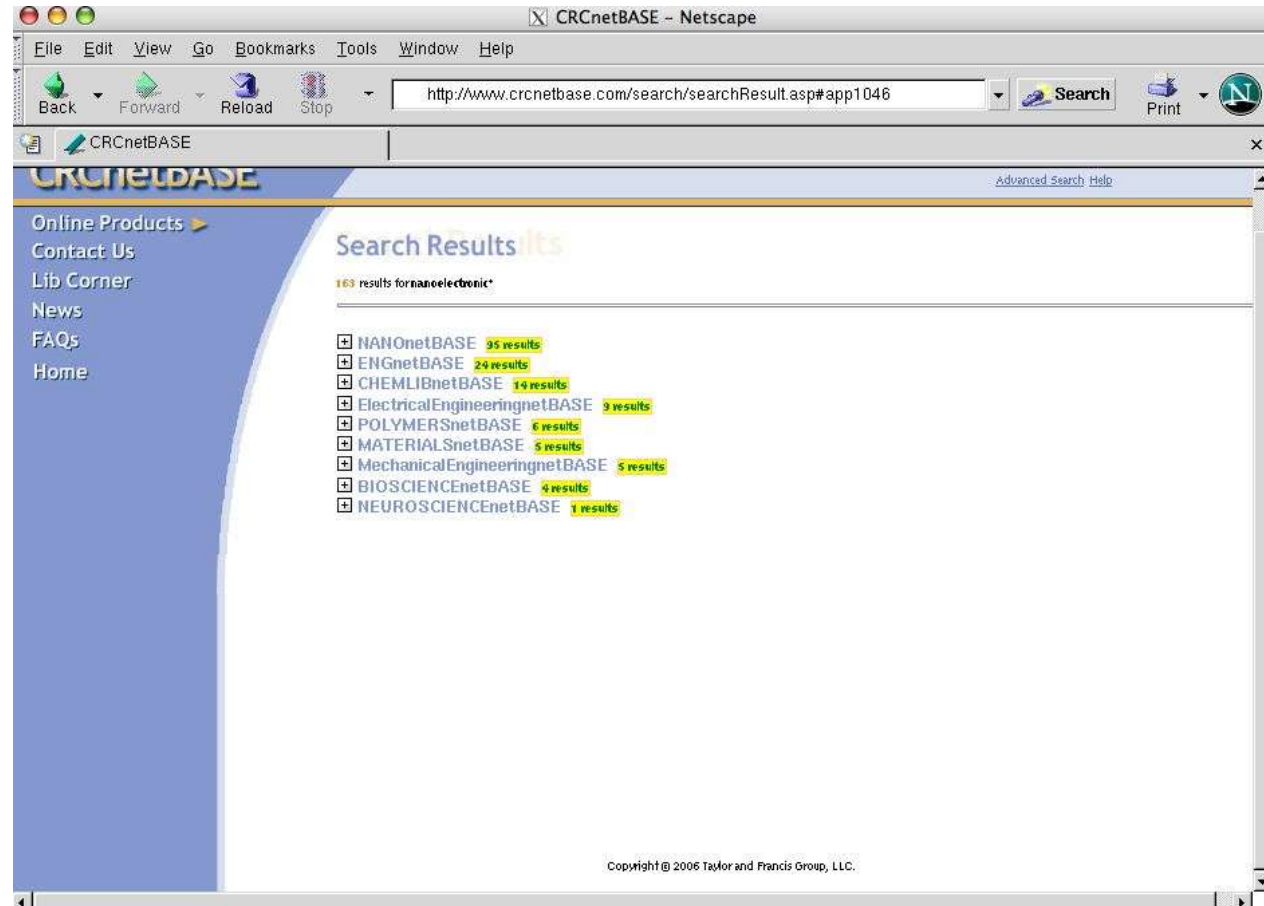 CRCnetBASE - Netscape
File Edit View Go Bookmarks Tools Window Help
Back Forward Reload Stop http://www.crcnetbase.com/search/searchResult.asp#app1046 Search Print N
CRCnetBASE
CRCnetBASE Advanced Search Help
Online Products
Contact Us
Lib Corner
News
FAQs
Home
Search Results
163 results fornanoelectronic*
NANOnetBASE 95 results
ENGnetBASE 24 results
CHEMLIBnetBASE 14 results
ElectricalEngineeringnetBASE 9 results
POLYMERSnetBASE 6 results
MATERIALSnetBASE 5 results
MechanicalEngineeringnetBASE 5 results
BIOSCIENCEnetBASE 4 results
NEUROSCIENCEnetBASE 1 results
Copyright © 2006 Taylor and Francis Group, LLC.